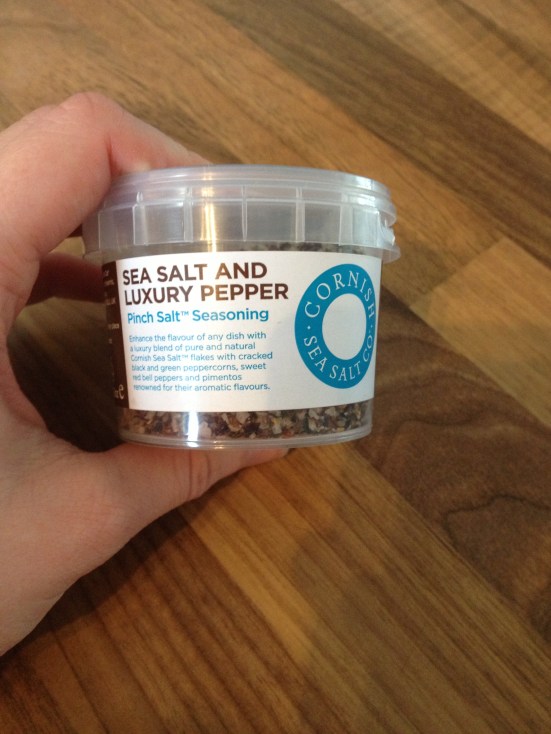 SEA SALT AND
LUXURY PEPPER
Pinch Salt™ Seasoning
Enhance the flavour of any dish with
a luxury blend of pure and natural
Cornish Sea Salt™ flakes with cracked
black and green peppercorns, sweet
red bell peppers and pimentos
renowned for their aromatic flavours.
CORNISH
SEA SALT CO.
e